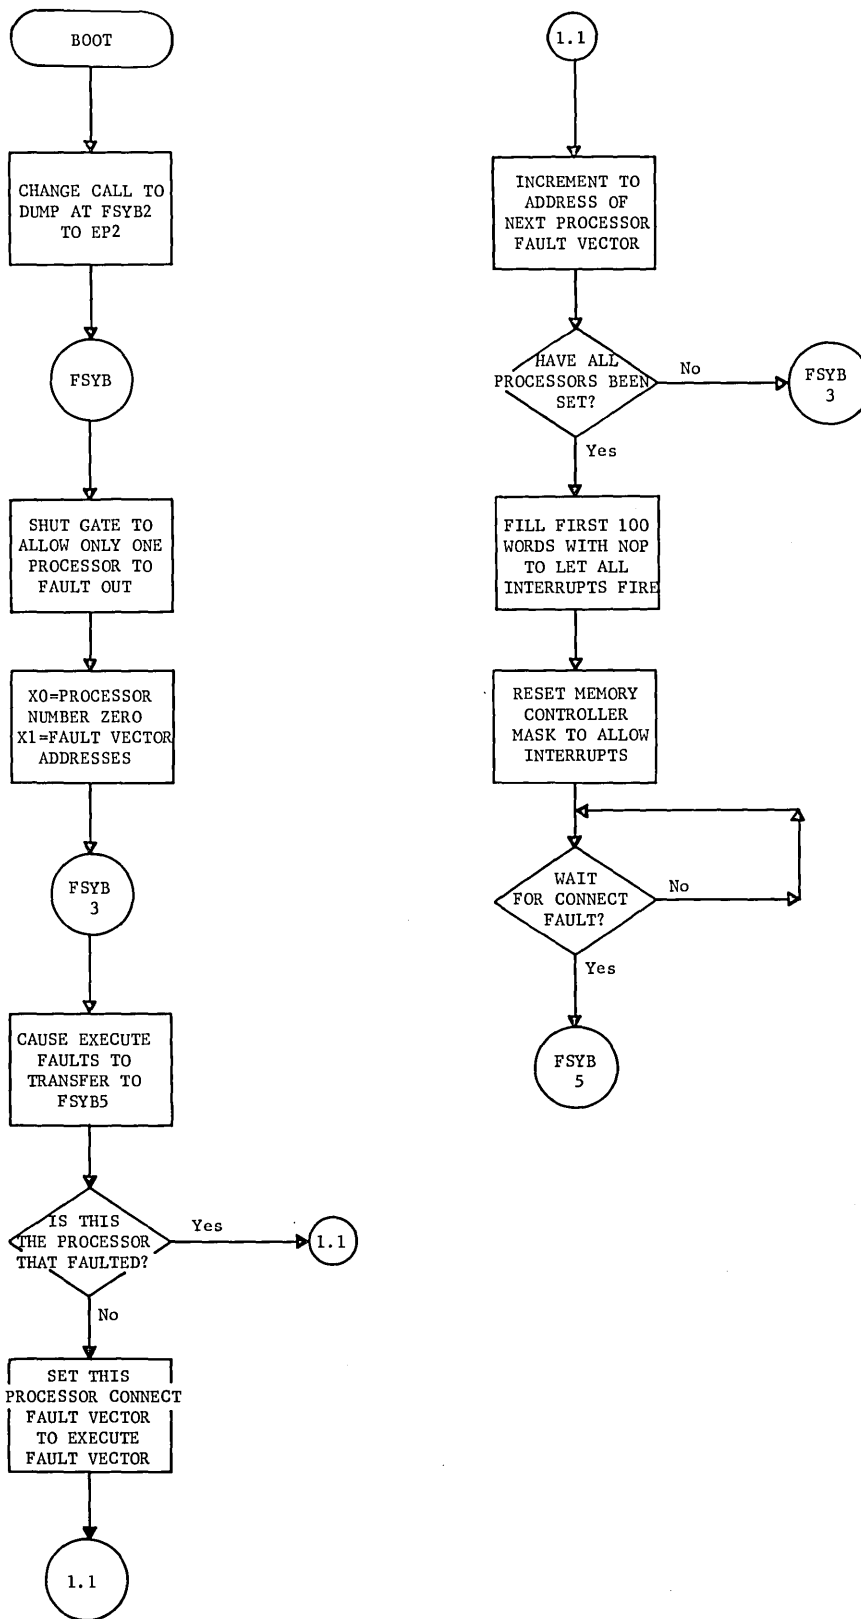 BOOT
CHANGE CALL TO
DUMP AT FSYB2
TO EP2
FSYB
SHUT GATE TO
ALLOW ONLY ONE
PROCESSOR TO
FAULT OUT
X0=PROCESSOR
NUMBER ZERO
X1=FAULT VECTOR
ADDRESSES
FSYB
3
CAUSE EXECUTE
FAULTS TO
TRANSFER TO
FSYB5
IS THIS
THE PROCESSOR
THAT FAULTED?
Yes
1.1
No
SET THIS
PROCESSOR CONNECT
FAULT VECTOR
TO EXECUTE
FAULT VECTOR
1.1
1.1
INCREMENT TO
ADDRESS OF
NEXT PROCESSOR
FAULT VECTOR
HAVE ALL
PROCESSORS BEEN
SET?
No
FSYB
3
Yes
FILL FIRST 100
WORDS WITH NOP
TO LET ALL
INTERRUPTS FIRE
RESET MEMORY
CONTROLLER
MASK TO ALLOW
INTERRUPTS
WAIT
FOR CONNECT
FAULT?
No
Yes
FSYB
5